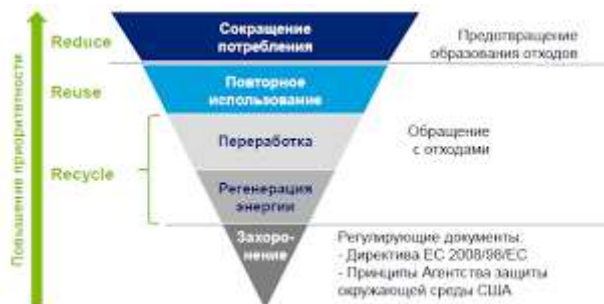 Повышение приоритетности
Reduce
Сокращение
потребления
Предотвращение
образования отходов
Reuse
Повторное
использование
Recycle
Переработка
Обращение
с отходами
Регенерация
энергии
Захоро-
нение
Регулирующие документы:
- Директива ЕС 2008/98/ЕС
- Принципы Агентства защиты
окружающей среды США